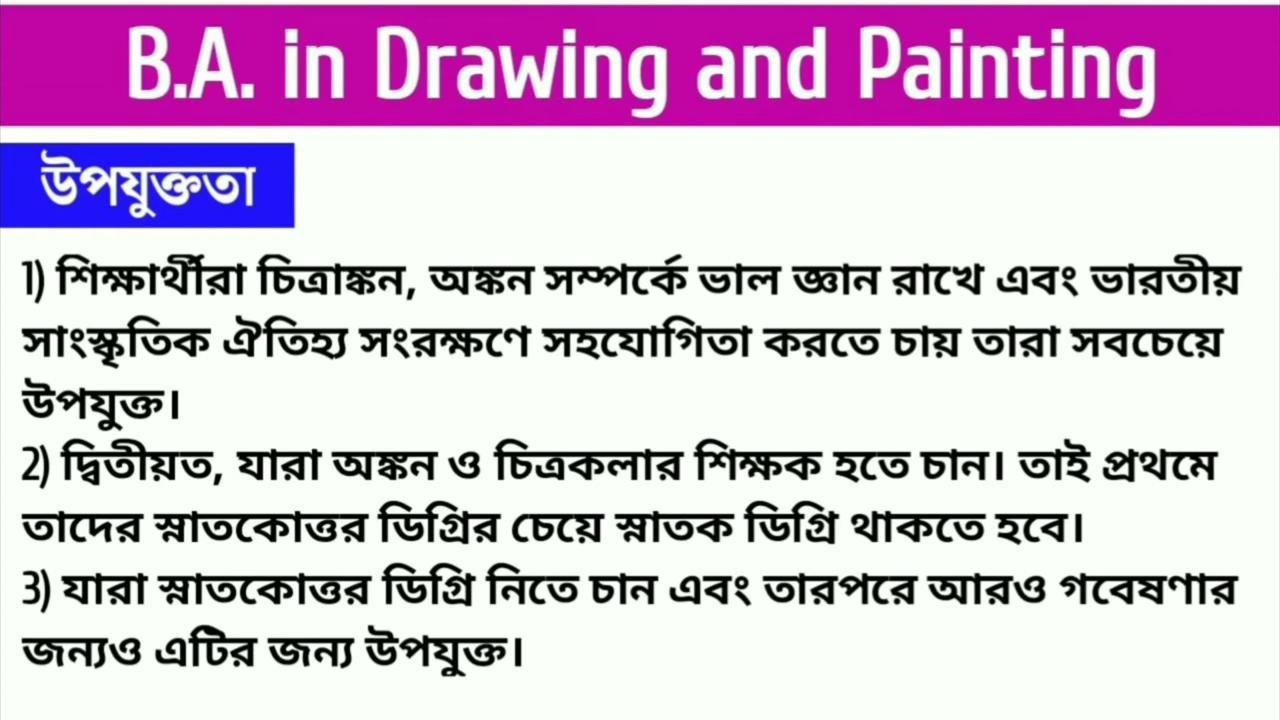 B.A. in Drawing and Painting
উপযুক্ততা
1) শিক্ষার্থীরা চিত্রাঙ্কন, অঙ্কন সম্পর্কে ভাল জ্ঞান রাখে এবং ভারতীয়
সাংস্কৃতিক ঐতিহ্য সংরক্ষণে সহযোগিতা করতে চায় তারা সবচেয়ে
উপযুক্ত।
2) দ্বিতীয়ত, যারা অঙ্কন ও চিত্রকলার শিক্ষক হতে চান। তাই প্রথমে
তাদের স্নাতকোত্তর ডিগ্রির চেয়ে স্নাতক ডিগ্রি থাকতে হবে।
3) যারা স্নাতকোত্তর ডিগ্রি নিতে চান এবং তারপরে আরও গবেষণার
জন্যও এটির জন্য উপযুক্ত।